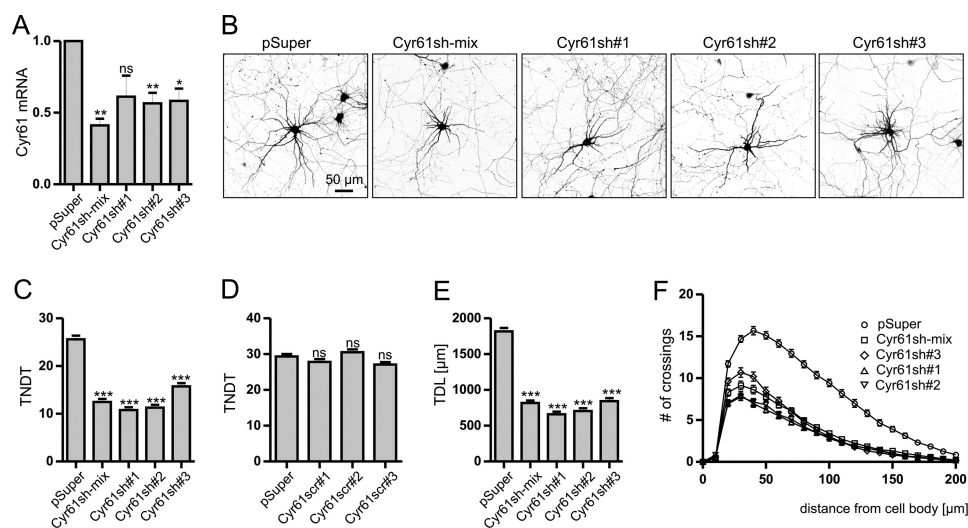 A
Cyr61 mRNA
1.0
0.5
0.0
**
ns
**
*
pSuper
Cyr61sh-mix
Cyr61sh#1
Cyr61sh#2
Cyr61sh#3
B
pSuper
Cyr61sh-mix
Cyr61sh#1
Cyr61sh#2
Cyr61sh#3
50 µm
C
TNDT
30
20
10
0
***
***
***
***
pSuper
Cyr61sh-mix
Cyr61sh#1
Cyr61sh#2
Cyr61sh#3
D
TNDT
40
30
20
10
0
ns
ns
ns
pSuper
Cyr61scr#1
Cyr61scr#2
Cyr61scr#3
E
TDL [µm]
2000
1500
1000
500
0
***
***
***
***
pSuper
Cyr61sh-mix
Cyr61sh#1
Cyr61sh#2
Cyr61sh#3
F
# of crossings
20
15
10
5
0
pSuper
Cyr61sh-mix
Cyr61sh#3
Cyr61sh#1
Cyr61sh#2
0 50 100 150 200
distance from cell body [µm]